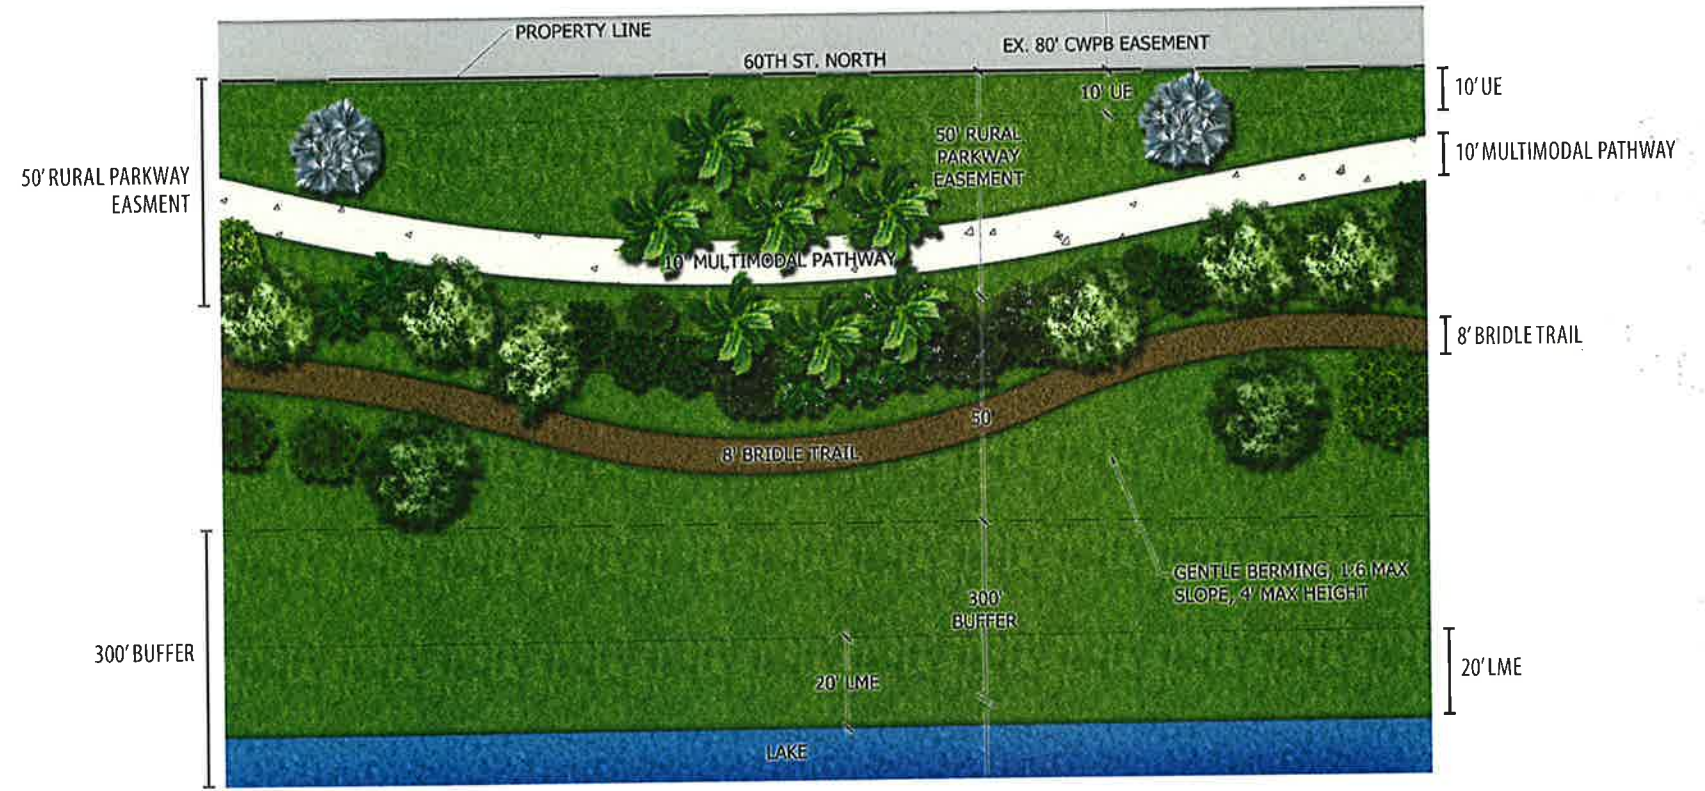 PROPERTY LINE
EX. 80' CWPB EASEMENT
60TH ST. NORTH
10' UE
10' UE
50' RURAL
PARKWAY
EASEMENT
10' MULTIMODAL PATHWAY
50' RURAL PARKWAY
EASMENT
10' MULTIMODAL PATHWAY
8' BRIDLE TRAIL
50'
8' BRIDLE TRAIL
GENTLE BERMING, 1:6 MAX
SLOPE, 4' MAX HEIGHT
300'
BUFFER
300' BUFFER
20' LME
20' LME
LAKE